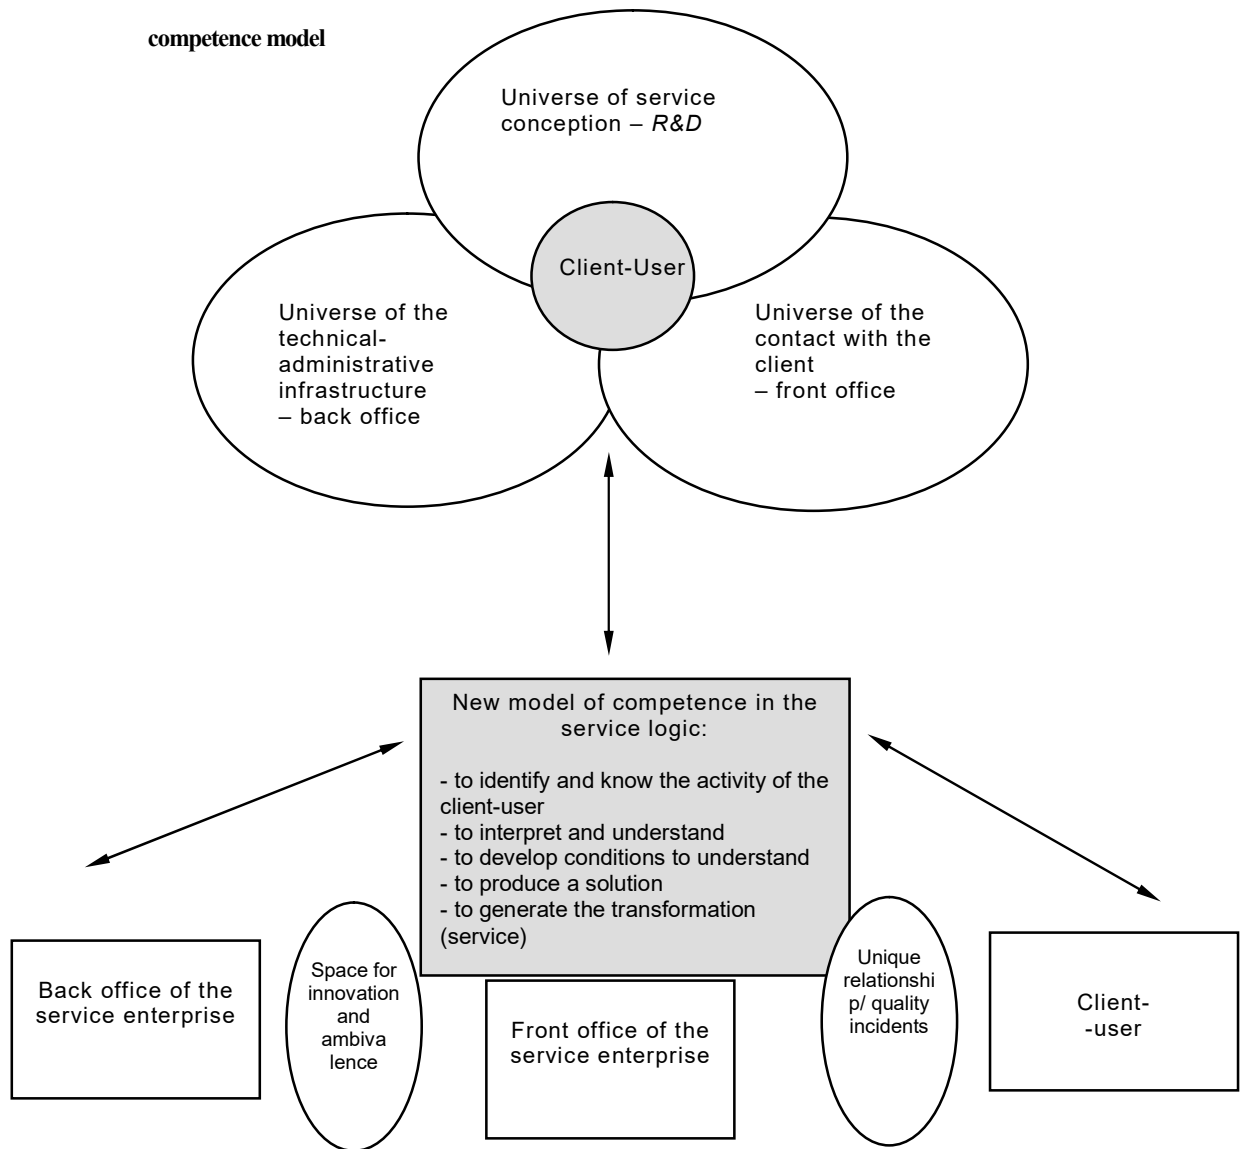 competence model
Universe of service
conception – R&D
Client-User
Universe of the
technical-
administrative
infrastructure
– back office
Universe of the
contact with the
client
– front office
New model of competence in the
service logic:
- to identify and know the activity of the
client-user
- to interpret and understand
- to develop conditions to understand
- to produce a solution
- to generate the transformation
(service)
Back office of the
service enterprise
Space for
innovation
and
ambiva
lence
Front office of the
service enterprise
Unique
relationshi
p/ quality
incidents
Client-
-user